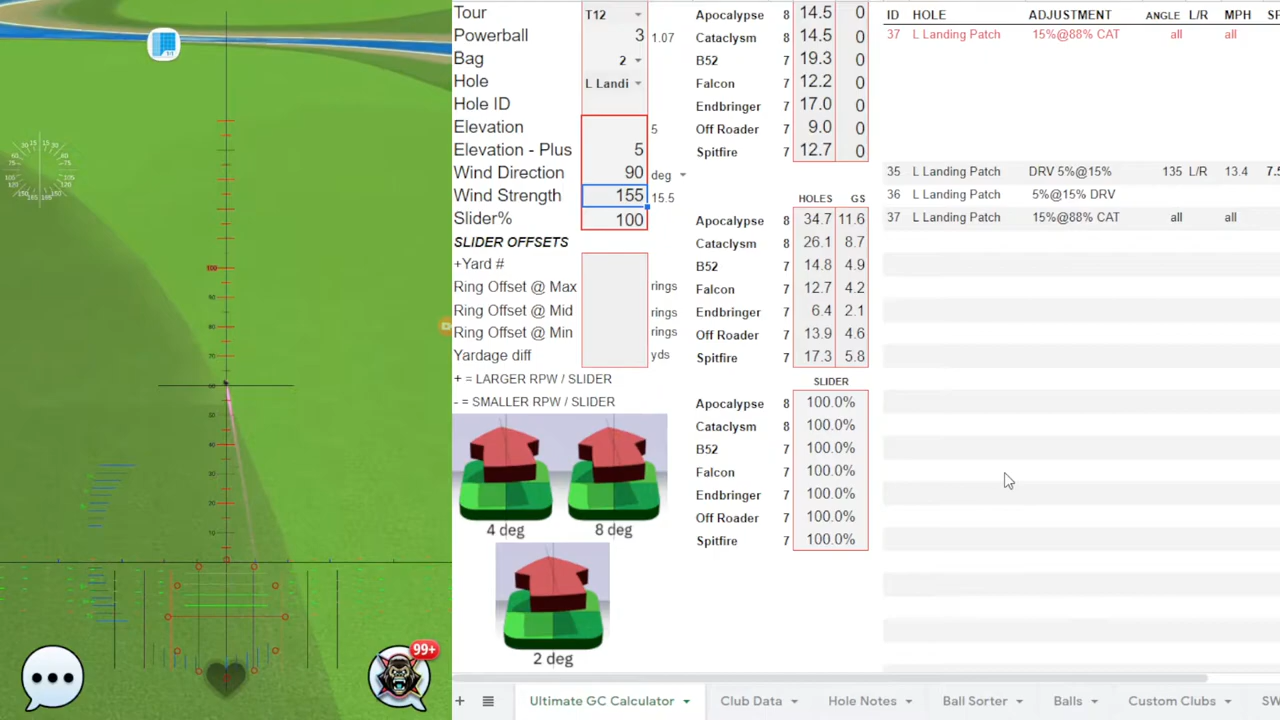 Tour T12
Powerball 3 1.07
Bag 2
Hole L Landi
Hole ID
Elevation 5
Elevation - Plus 5
Wind Direction 90 deg
Wind Strength 155 15.5
Slider% 100
SLIDER OFFSETS
+Yard #
Ring Offset @ Max rings
Ring Offset @ Mid rings
Ring Offset @ Min rings
Yardage diff yds
+ = LARGER RPW / SLIDER
- = SMALLER RPW / SLIDER
4 deg 8 deg
2 deg
Apocalypse 8 14.5 0
Cataclysm 8 14.5 0
B52 7 19.3 0
Falcon 7 12.2 0
Endbringer 7 17.0 0
Off Roader 7 9.0 0
Spitfire 7 12.7 0
HOLES GS
Apocalypse 8 34.7 11.6
Cataclysm 8 26.1 8.7
B52 7 14.8 4.9
Falcon 7 12.7 4.2
Endbringer 7 6.4 2.1
Off Roader 7 13.9 4.6
Spitfire 7 17.3 5.8
SLIDER
Apocalypse 8 100.0%
Cataclysm 8 100.0%
B52 7 100.0%
Falcon 7 100.0%
Endbringer 7 100.0%
Off Roader 7 100.0%
Spitfire 7 100.0%
ID HOLE ADJUSTMENT ANGLE L/R MPH
37 L Landing Patch 15%@88% CAT all all
35 L Landing Patch DRV 5%@15% 135 L/R 13.4
36 L Landing Patch 5%@15% DRV
37 L Landing Patch 15%@88% CAT all all
100
90
80
70
60
50
40
30
20
10
99+
+ Ultimate GC Calculator Club Data Hole Notes Ball Sorter Balls Custom Clubs SW